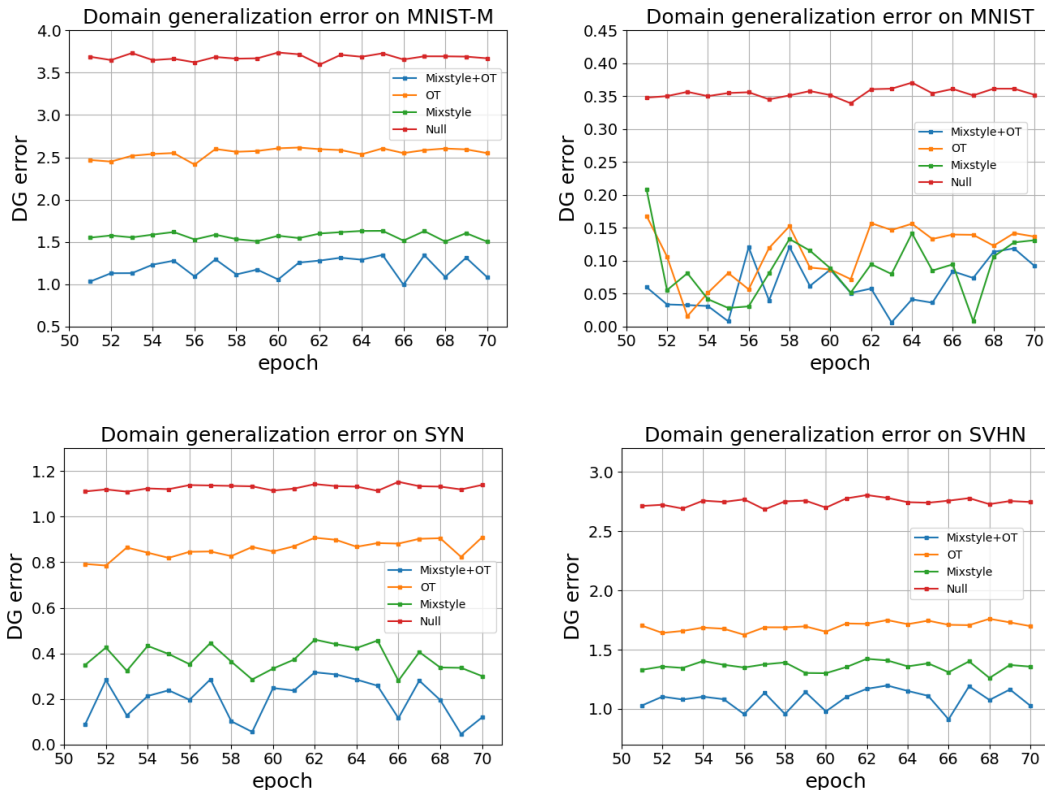 Domain generalization error on MNIST-M
4.0
3.5
3.0
2.5
2.0
1.5
1.0
0.5
DG error
50 52 54 56 58 60 62 64 66 68 70
epoch
Mixstyle+OT
OT
Mixstyle
Null
Domain generalization error on MNIST
0.45
0.40
0.35
0.30
0.25
0.20
0.15
0.10
0.05
0.00
DG error
50 52 54 56 58 60 62 64 66 68 70
epoch
Mixstyle+OT
OT
Mixstyle
Null
Domain generalization error on SYN
1.2
1.0
0.8
0.6
0.4
0.2
0.0
DG error
50 52 54 56 58 60 62 64 66 68 70
epoch
Mixstyle+OT
OT
Mixstyle
Null
Domain generalization error on SVHN
3.0
2.5
2.0
1.5
1.0
DG error
50 52 54 56 58 60 62 64 66 68 70
epoch
Mixstyle+OT
OT
Mixstyle
Null